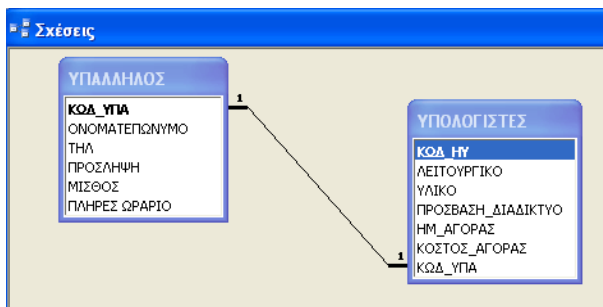 Σχέσεις
ΥΠΑΛΛΗΛΟΣ
ΚΩΔ_ΥΠΑ
ΟΝΟΜΑΤΕΠΩΝΥΜΟ
ΤΗΛ
ΠΡΟΣΛΗΨΗ
ΜΙΣΘΟΣ
ΠΛΗΡΕΣ ΩΡΑΡΙΟ
1
1
ΥΠΟΛΟΓΙΣΤΕΣ
ΚΩΔ_ΗΥ
ΛΕΙΤΟΥΡΓΙΚΟ
ΥΛΙΚΟ
ΠΡΟΣΒΑΣΗ_ΔΙΑΔΙΚΤΥΟ
ΗΜ_ΑΓΟΡΑΣ
ΚΟΣΤΟΣ_ΑΓΟΡΑΣ
ΚΩΔ_ΥΠΑ